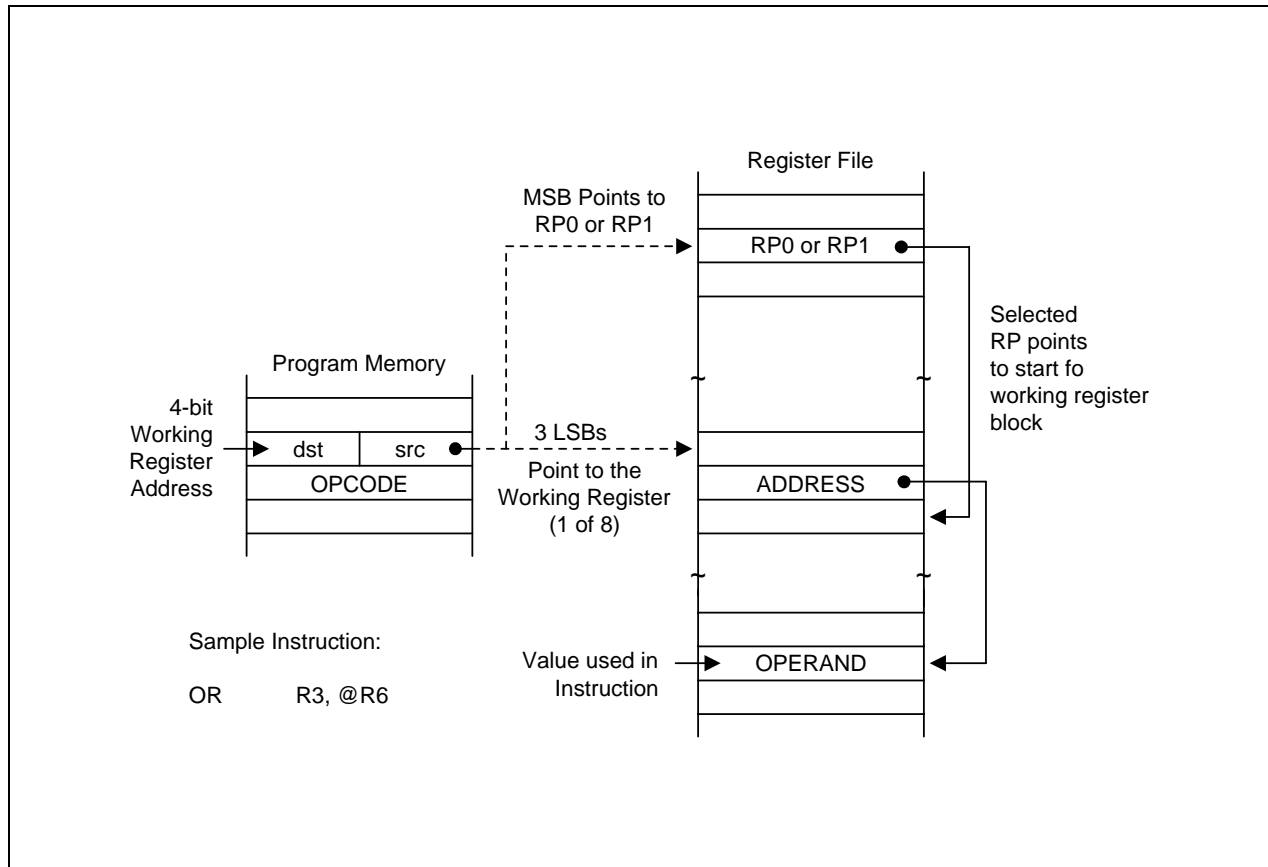 Register File
MSB Points to
RP0 or RP1
RP0 or RP1
Selected
RP points
to start fo
working register
block
Program Memory
4-bit
Working
Register
Address
dst src
OPCODE
3 LSBs
Point to the
Working Register
(1 of 8)
ADDRESS
~ ~
~ ~
Sample Instruction:
OR R3, @R6
Value used in
Instruction
OPERAND